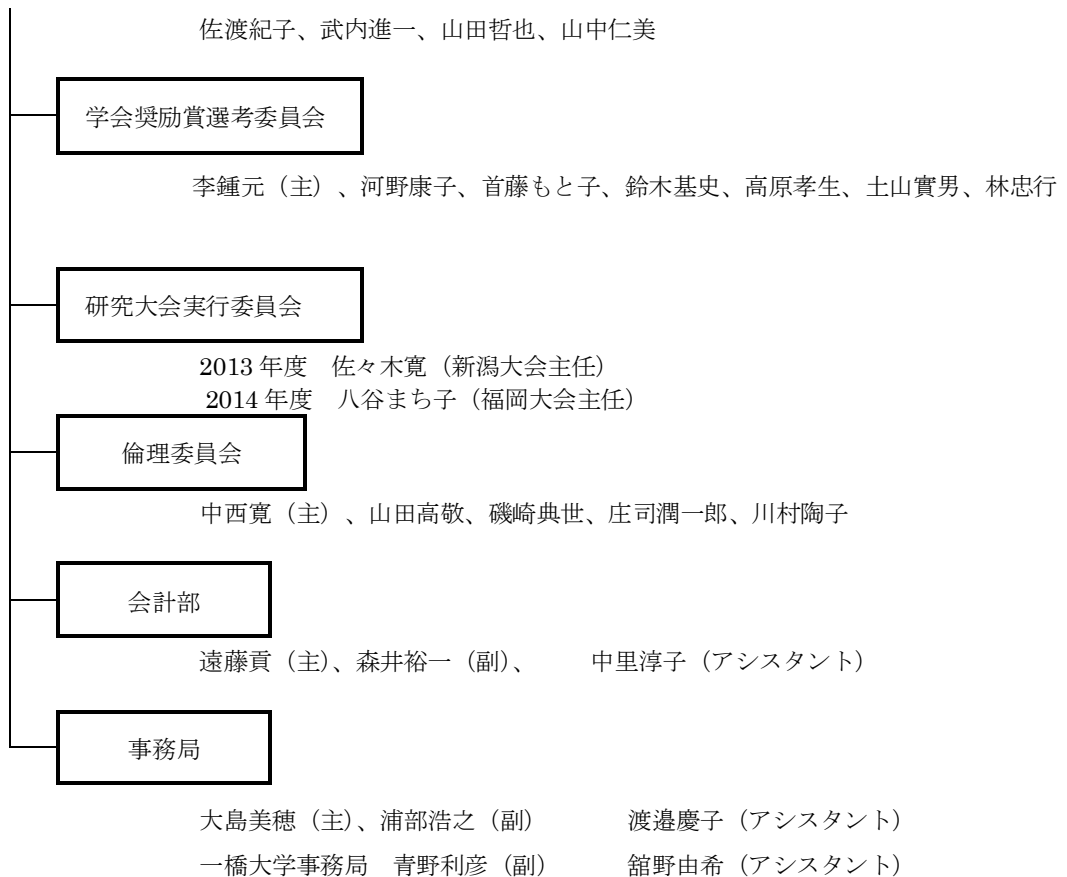 佐渡紀子、武内進一、山田哲也、山中仁美
学会奨励賞選考委員会
李鍾元（主）、河野康子、首藤もと子、鈴木基史、高原孝生、土山實男、林忠行
研究大会実行委員会
2013 年度　佐々木寛（新潟大会主任）
2014 年度　八谷まち子（福岡大会主任）
倫理委員会
中西寛（主）、山田高敬、磯崎典世、庄司潤一郎、川村陶子
会計部
遠藤貢（主）、森井裕一（副）、　　中里淳子（アシスタント）
事務局
大島美穂（主）、浦部浩之（副）　　　渡邉慶子（アシスタント）
一橋大学事務局　青野利彦（副）　　　舘野由希（アシスタント）